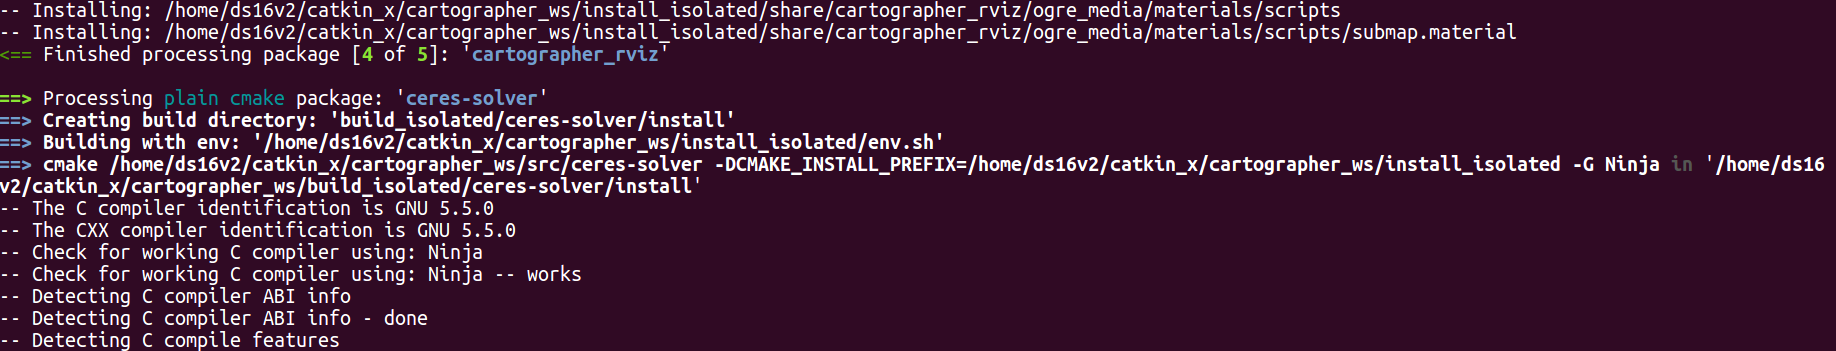 -- Installing: /home/ds16v2/catkin_x/cartographer_ws/install_isolated/share/cartographer_rviz/ogre_media/materials/scripts
-- Installing: /home/ds16v2/catkin_x/cartographer_ws/install_isolated/share/cartographer_rviz/ogre_media/materials/scripts/submap.material
<== Finished processing package [4 of 5]: 'cartographer_rviz'

==> Processing plain cmake package: 'ceres-solver'
==> Creating build directory: 'build_isolated/ceres-solver/install'
==> Building with env: '/home/ds16v2/catkin_x/cartographer_ws/install_isolated/env.sh'
==> cmake /home/ds16v2/catkin_x/cartographer_ws/src/ceres-solver -DCMAKE_INSTALL_PREFIX=/home/ds16v2/catkin_x/cartographer_ws/install_isolated -G Ninja in '/home/ds16
v2/catkin_x/cartographer_ws/build_isolated/ceres-solver/install'
-- The C compiler identification is GNU 5.5.0
-- The CXX compiler identification is GNU 5.5.0
-- Check for working C compiler using: Ninja
-- Check for working C compiler using: Ninja -- works
-- Detecting C compiler ABI info
-- Detecting C compiler ABI info - done
-- Detecting C compile features